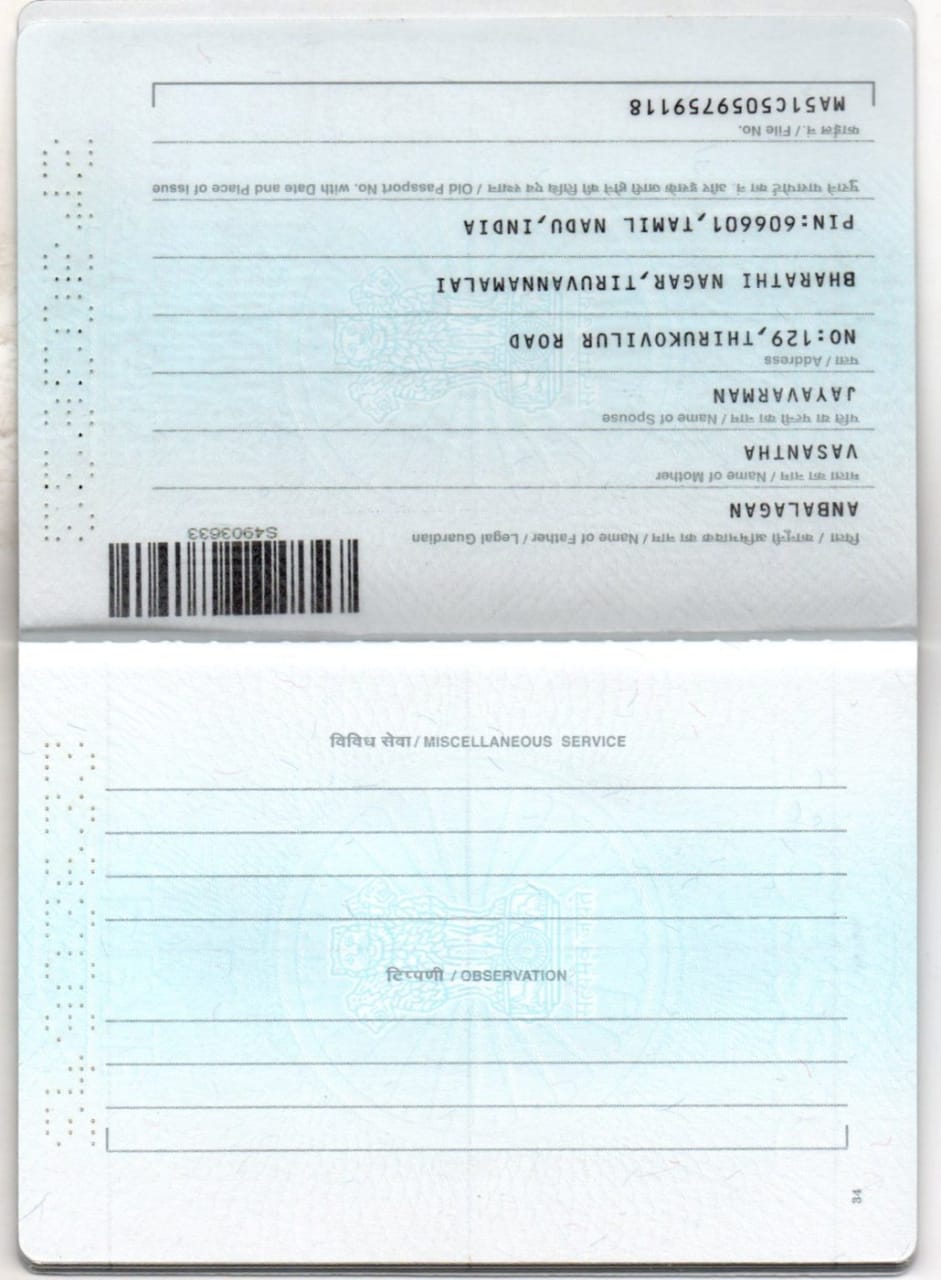 पिता / कानूनी अभिभावक का नाम / Name of Father / Legal Guardian
S4903633
ANBALAGAN
माता का नाम / Name of Mother
VASANTHA
पति या पत्नी का नाम / Name of Spouse
JAYAVARMAN
पता / Address
NO:129,THIRUKOVILUR ROAD
BHARATHI NAGAR,TIRUVANNAMALAI
PIN:606601,TAMIL NADU,INDIA
पुराने पासपोर्ट का नं. और इसके जारी होने की तिथि एवं स्थान / Old Passport No. with Date and Place of Issue
फाईल नं. / File No.
MA51C5059759118
विविध सेवा / MISCELLANEOUS SERVICE
टिप्पणी / OBSERVATION
34